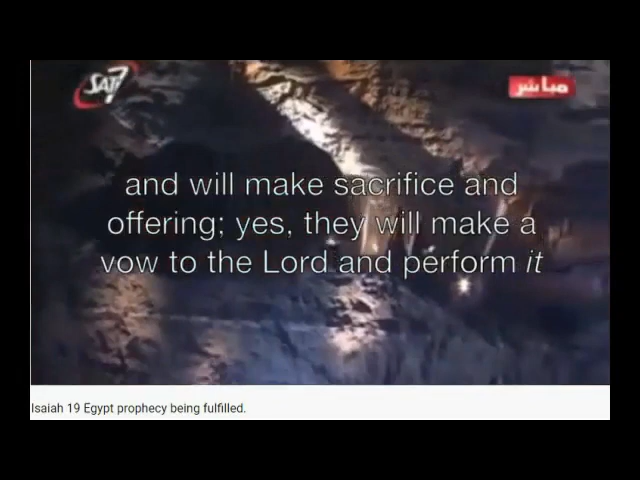 SAT7 مباشر
and will make sacrifice and
offering; yes, they will make a
vow to the Lord and perform it
Isaiah 19 Egypt prophecy being fulfilled.